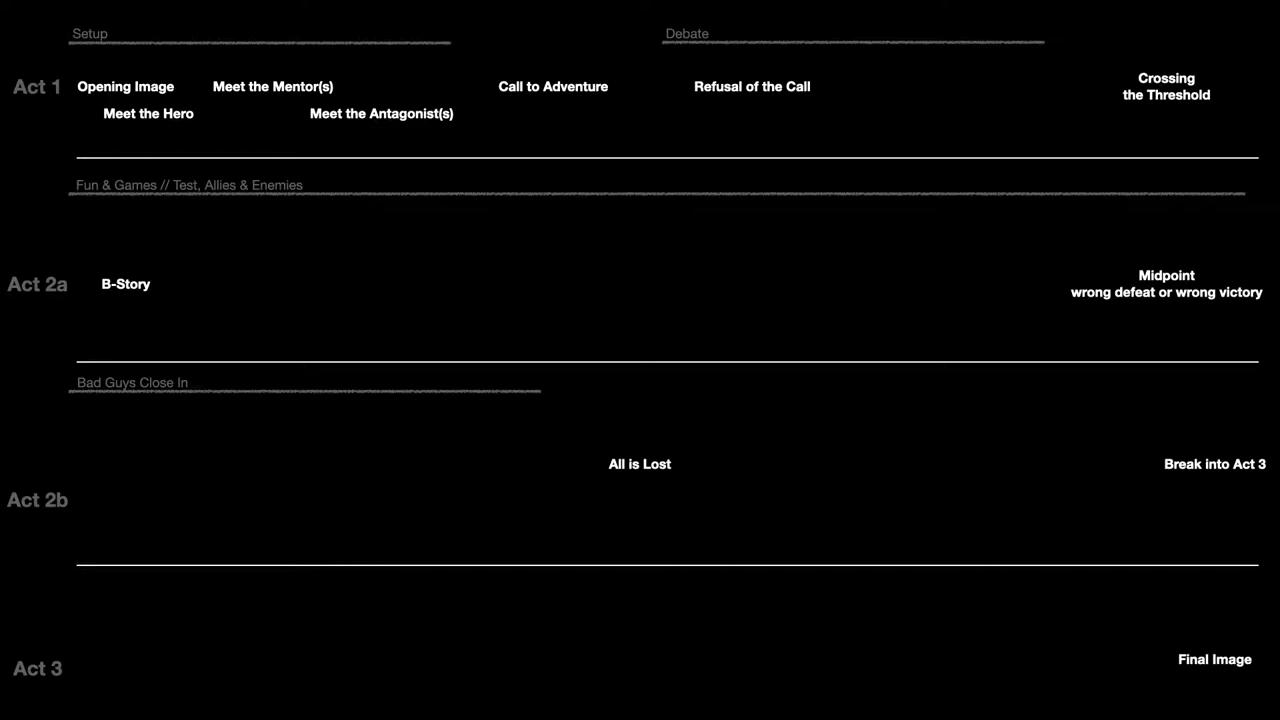 Setup
Debate
Act 1
Opening Image
Meet the Mentor(s)
Call to Adventure
Refusal of the Call
Crossing
the Threshold
Meet the Hero
Meet the Antagonist(s)
Fun & Games // Test, Allies & Enemies
Act 2a
B-Story
Midpoint
wrong defeat or wrong victory
Bad Guys Close In
All is Lost
Break into Act 3
Act 2b
Final Image
Act 3